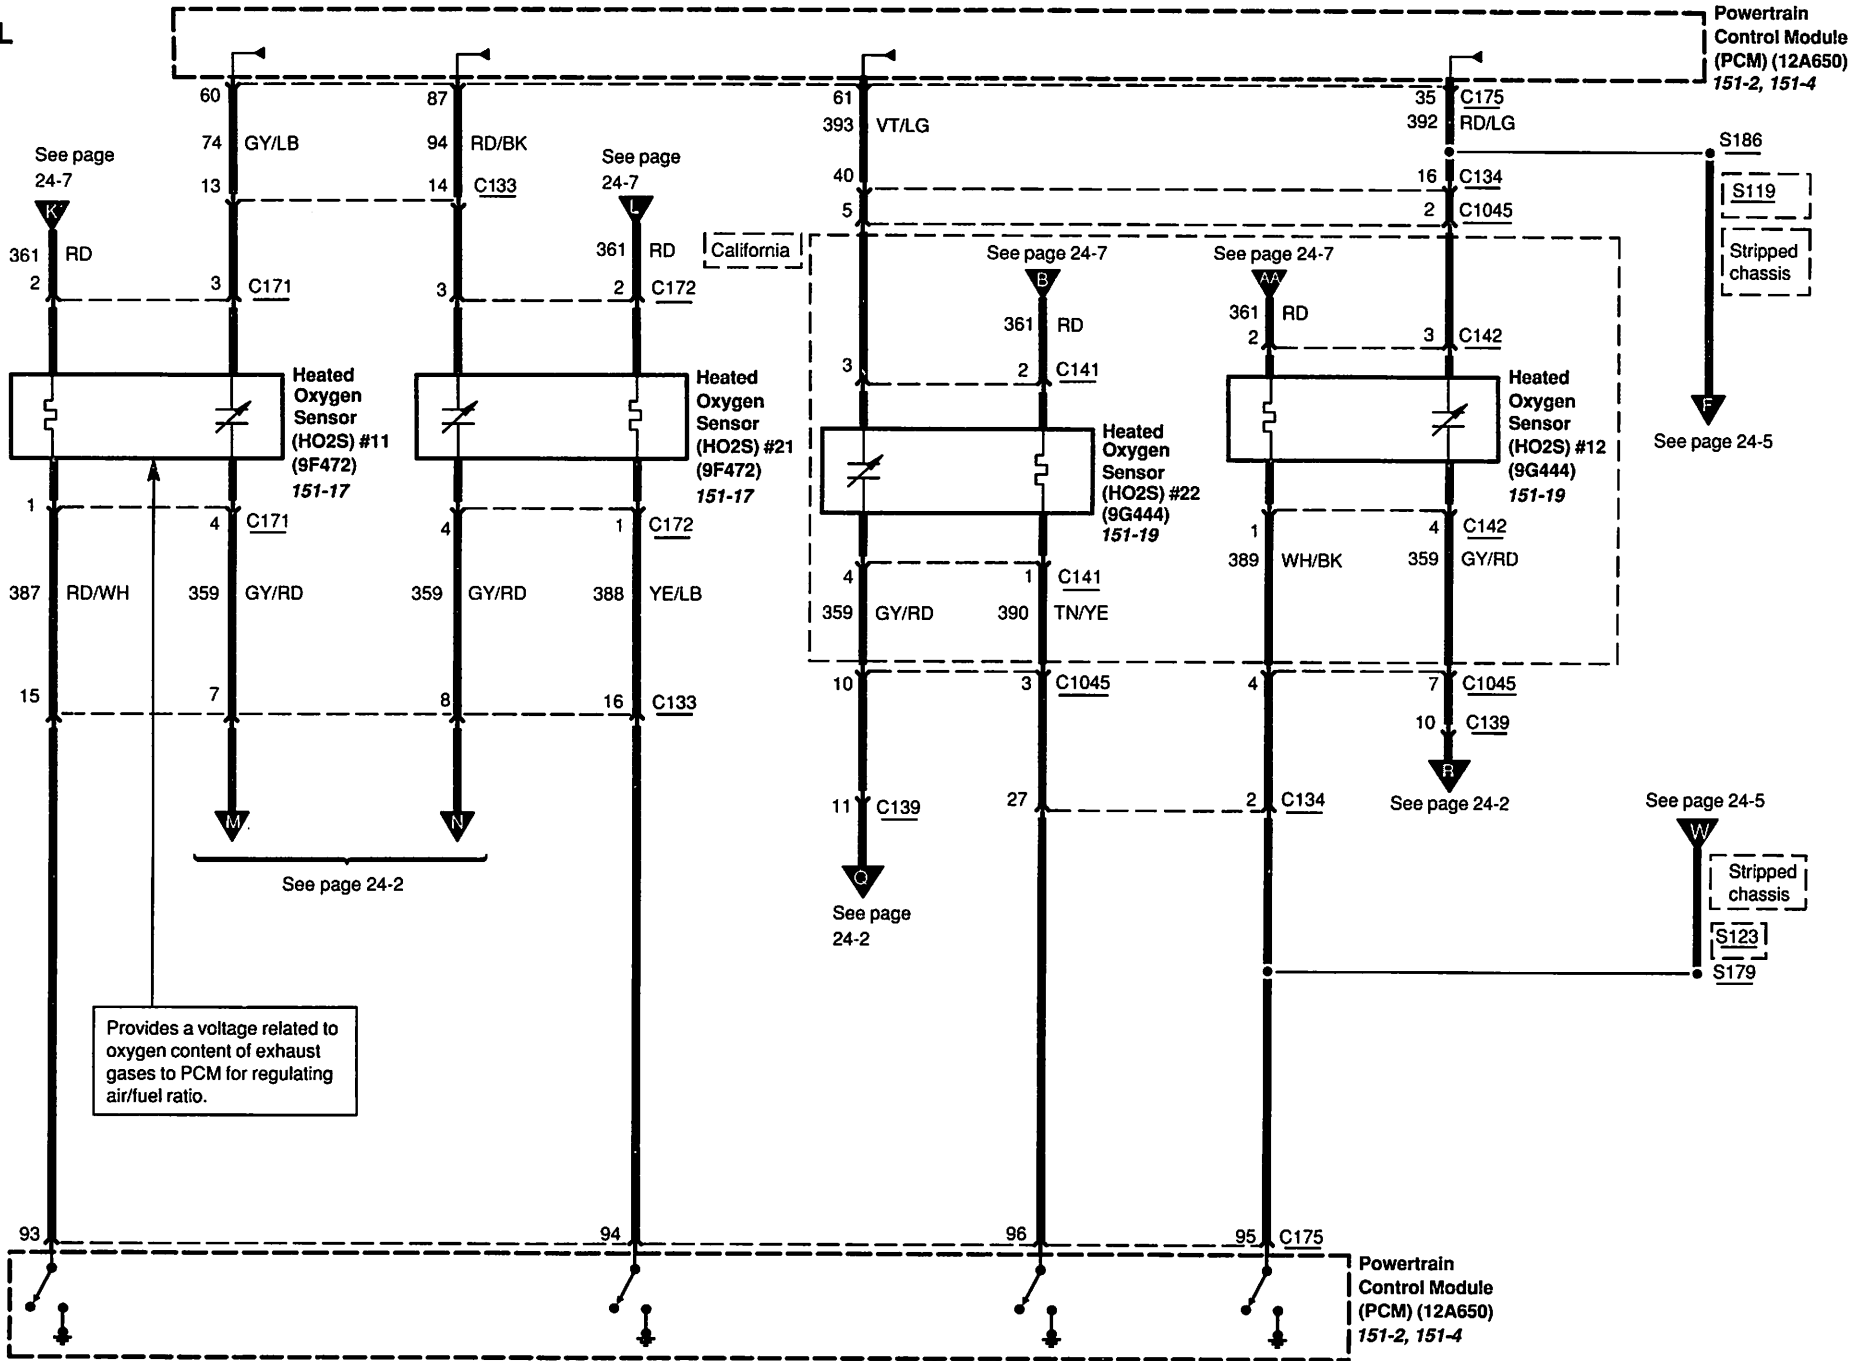 L
Powertrain
Control Module
(PCM) (12A650)
151-2, 151-4
60
87
61
35 C175
74 GY/LB
94 RD/BK
393 VT/LG
392 RD/LG
S186
See page
24-7
See page
24-7
13
14 C133
40
16 C134
S119
K
L
5
2 C1045
361 RD
361 RD
California
See page 24-7
See page 24-7
Stripped
chassis
2
3 C171
3
2 C172
B
AA
361 RD
361 RD
2
3 C142
3
2 C141
F
See page 24-5
Heated
Oxygen
Sensor
(HO2S) #11
(9F472)
151-17
Heated
Oxygen
Sensor
(HO2S) #21
(9F472)
151-17
Heated
Oxygen
Sensor
(HO2S) #22
(9G444)
151-19
Heated
Oxygen
Sensor
(HO2S) #12
(9G444)
151-19
1
4 C171
4
1 C172
1
4 C142
4
1 C141
387 RD/WH
359 GY/RD
359 GY/RD
388 YE/LB
359 GY/RD
390 TN/YE
389 WH/BK
359 GY/RD
15
7
8
16 C133
10
3 C1045
4
7 C1045
10 C139
R
See page 24-2
M
N
See page 24-2
11 C139
27
2 C134
Q
See page
24-2
See page 24-5
W
Stripped
chassis
S123
S179
Provides a voltage related to
oxygen content of exhaust
gases to PCM for regulating
air/fuel ratio.
93
94
96
95 C175
Powertrain
Control Module
(PCM) (12A650)
151-2, 151-4